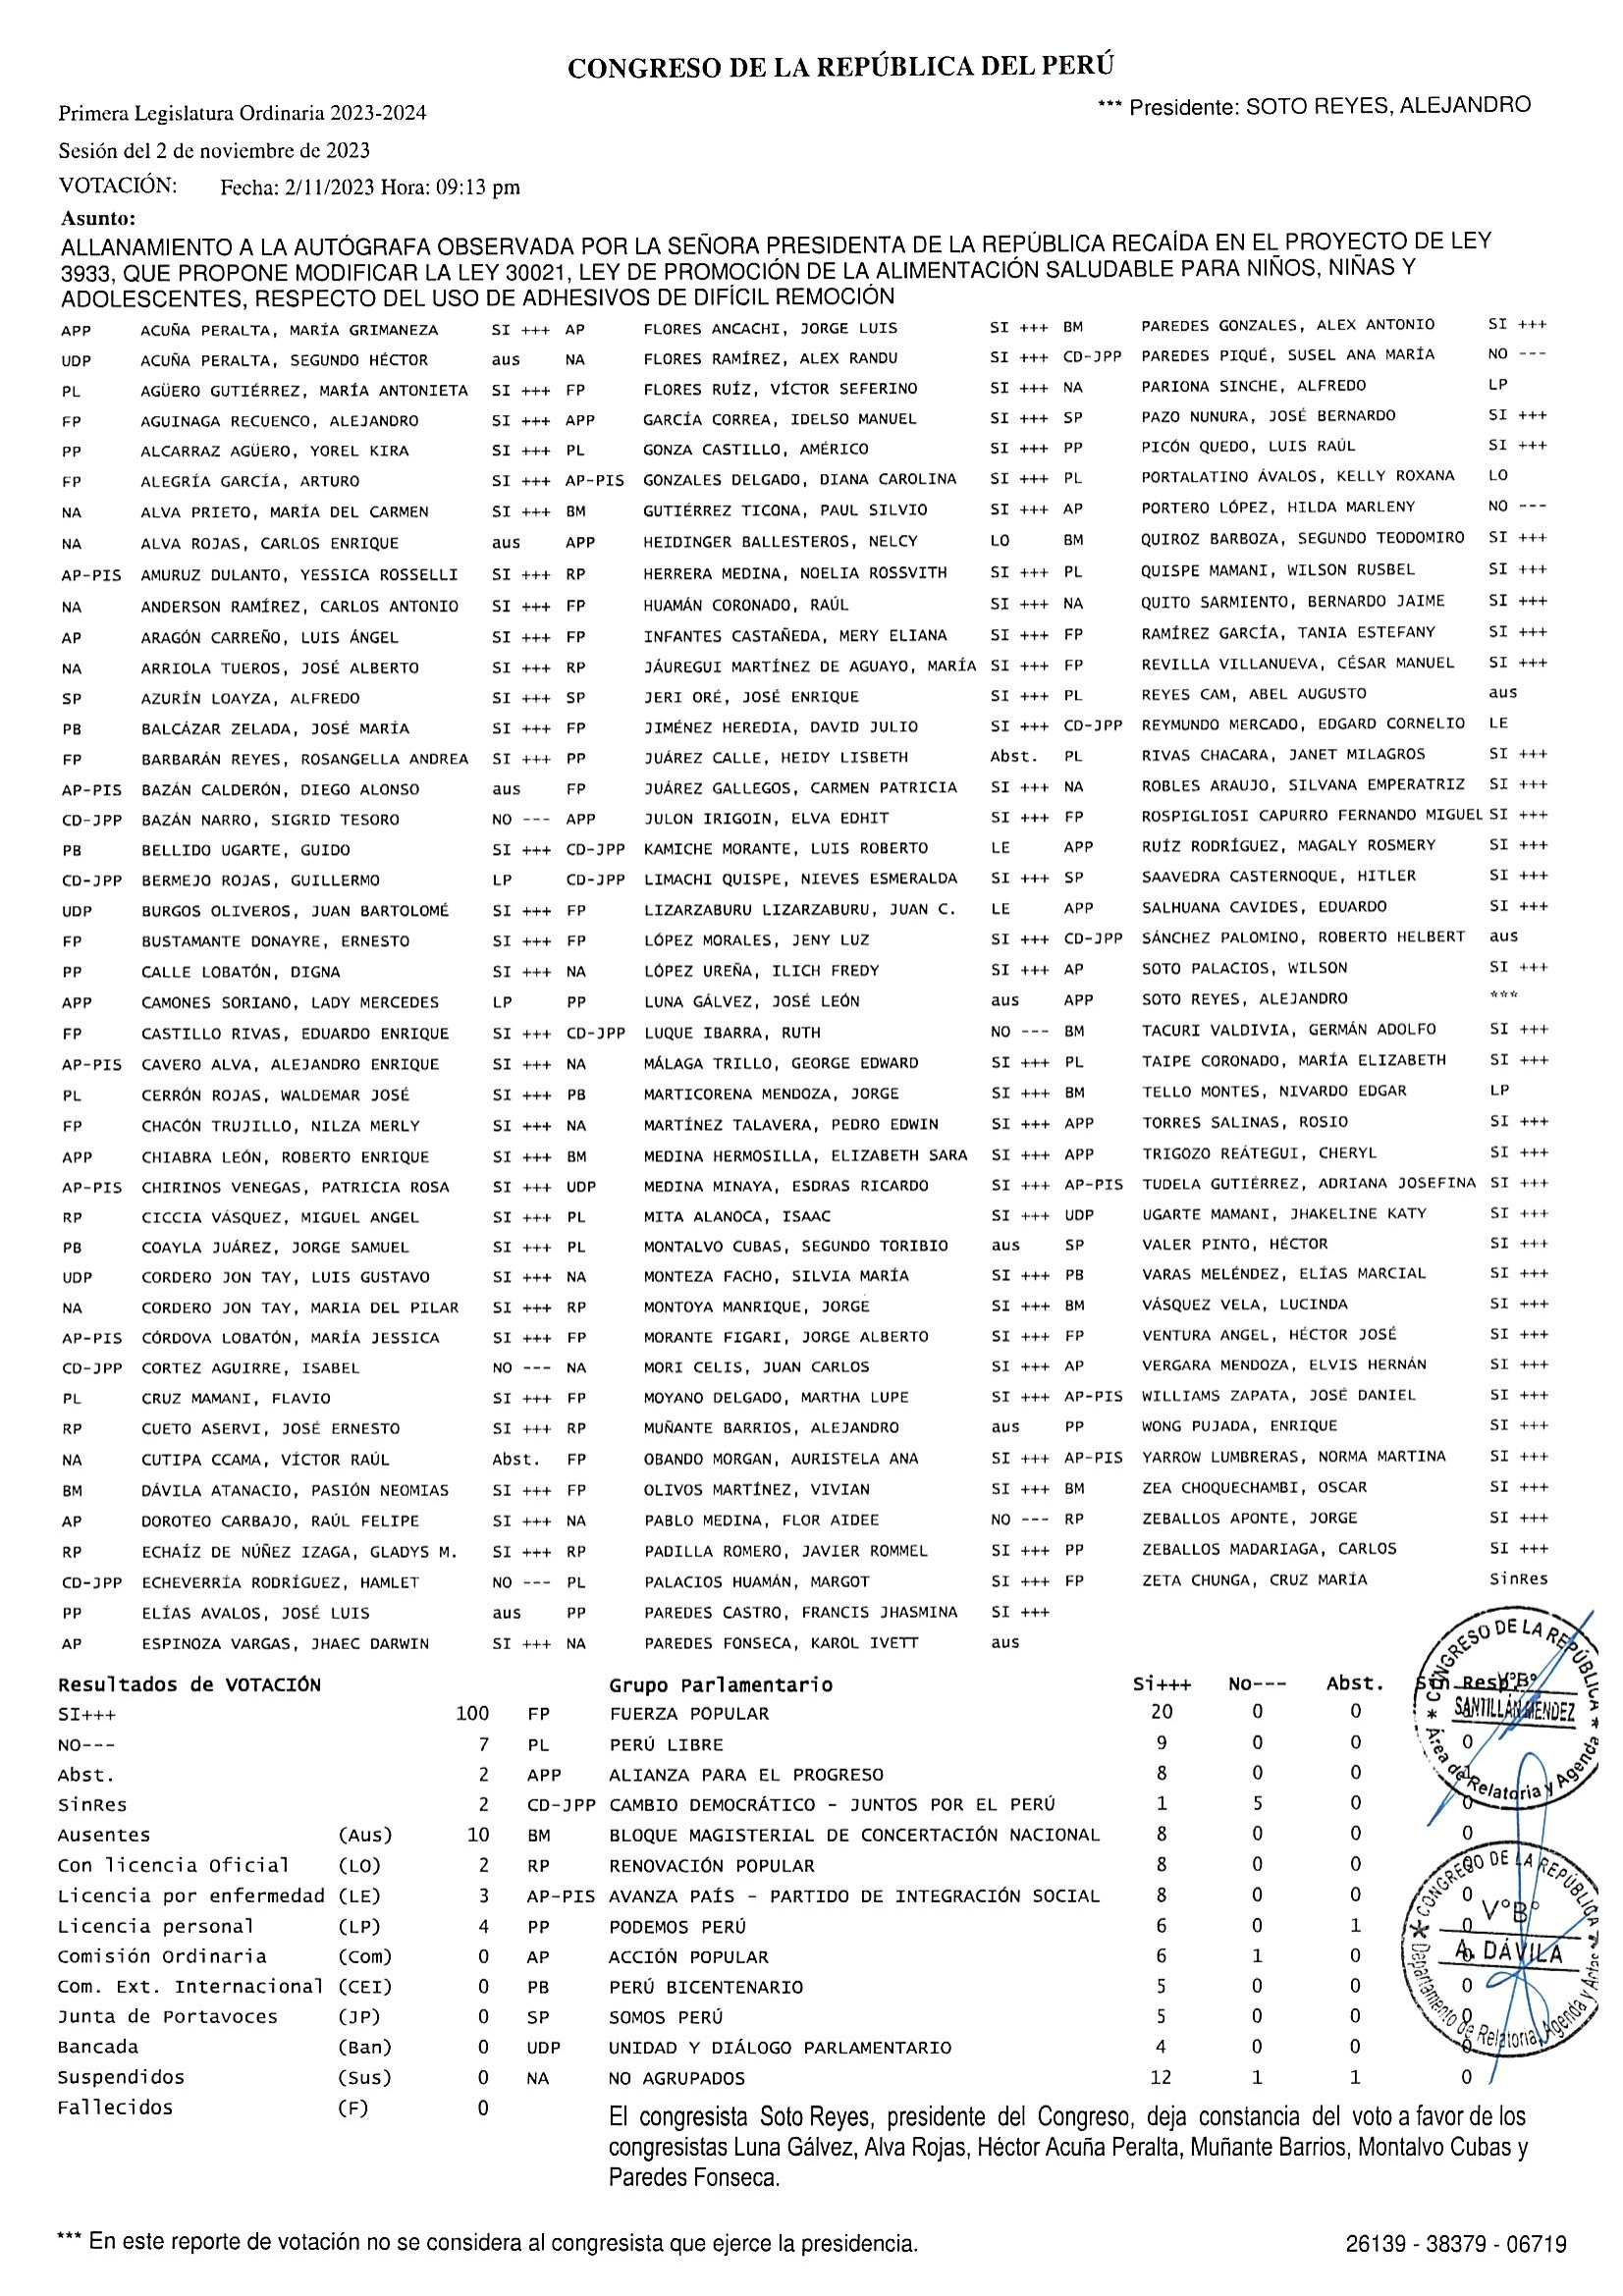 CONGRESO DE LA REPÚBLICA DEL PERÚ
Primera Legislatura Ordinaria 2023-2024 *** Presidente: SOTO REYES, ALEJANDRO
Sesión del 2 de noviembre de 2023
VOTACIÓN: Fecha: 2/11/2023 Hora: 09:13 pm
Asunto:
ALLANAMIENTO A LA AUTÓGRAFA OBSERVADA POR LA SEÑORA PRESIDENTA DE LA REPÚBLICA RECAÍDA EN EL PROYECTO DE LEY
3933, QUE PROPONE MODIFICAR LA LEY 30021, LEY DE PROMOCIÓN DE LA ALIMENTACIÓN SALUDABLE PARA NIÑOS, NIÑAS Y
ADOLESCENTES, RESPECTO DEL USO DE ADHESIVOS DE DIFÍCIL REMOCIÓN
APP ACUÑA PERALTA, MARÍA GRIMANEZA SI +++ AP FLORES ANCACHI, JORGE LUIS SI +++ BM PAREDES GONZALES, ALEX ANTONIO SI +++
UDP ACUÑA PERALTA, SEGUNDO HÉCTOR aus NA FLORES RAMÍREZ, ALEX RANDU SI +++ CD-JPP PAREDES PIQUÉ, SUSEL ANA MARÍA NO ---
PL AGÜERO GUTIÉRREZ, MARÍA ANTONIETA SI +++ FP FLORES RUÍZ, VÍCTOR SEFERINO SI +++ NA PARIONA SINCHE, ALFREDO LP
FP AGUINAGA RECUENCO, ALEJANDRO SI +++ APP GARCÍA CORREA, IDELSO MANUEL SI +++ SP PAZO NUNURA, JOSÉ BERNARDO SI +++
PP ALCARRAZ AGÜERO, YOREL KIRA SI +++ PL GONZA CASTILLO, AMÉRICO SI +++ PP PICÓN QUEDO, LUIS RAÚL SI +++
FP ALEGRÍA GARCÍA, ARTURO SI +++ AP-PIS GONZALES DELGADO, DIANA CAROLINA SI +++ PL PORTALATINO ÁVALOS, KELLY ROXANA LO
NA ALVA PRIETO, MARÍA DEL CARMEN SI +++ BM GUTIÉRREZ TICONA, PAUL SILVIO SI +++ AP PORTERO LÓPEZ, HILDA MARLENY NO ---
NA ALVA ROJAS, CARLOS ENRIQUE aus APP HEIDINGER BALLESTEROS, NELCY LO BM QUIROZ BARBOZA, SEGUNDO TEODOMIRO SI +++
AP-PIS AMURUZ DULANTO, YESSICA ROSSELLI SI +++ RP HERRERA MEDINA, NOELIA ROSSVITH SI +++ PL QUISPE MAMANI, WILSON RUSBEL SI +++
NA ANDERSON RAMÍREZ, CARLOS ANTONIO SI +++ FP HUAMÁN CORONADO, RAÚL SI +++ NA QUITO SARMIENTO, BERNARDO JAIME SI +++
AP ARAGÓN CARREÑO, LUIS ÁNGEL SI +++ FP INFANTES CASTAÑEDA, MERY ELIANA SI +++ FP RAMÍREZ GARCÍA, TANIA ESTEFANY SI +++
NA ARRIOLA TUEROS, JOSÉ ALBERTO SI +++ RP JÁUREGUI MARTÍNEZ DE AGUAYO, MARÍA SI +++ FP REVILLA VILLANUEVA, CÉSAR MANUEL SI +++
SP AZURÍN LOAYZA, ALFREDO SI +++ SP JERI ORÉ, JOSÉ ENRIQUE SI +++ PL REYES CAM, ABEL AUGUSTO aus
PB BALCÁZAR ZELADA, JOSÉ MARÍA SI +++ FP JIMÉNEZ HEREDIA, DAVID JULIO SI +++ CD-JPP REYMUNDO MERCADO, EDGARD CORNELIO LE
FP BARBARÁN REYES, ROSANGELLA ANDREA SI +++ PP JUÁREZ CALLE, HEIDY LISBETH Abst. PL RIVAS CHACARA, JANET MILAGROS SI +++
AP-PIS BAZÁN CALDERÓN, DIEGO ALONSO aus FP JUÁREZ GALLEGOS, CARMEN PATRICIA SI +++ NA ROBLES ARAUJO, SILVANA EMPERATRIZ SI +++
CD-JPP BAZÁN NARRO, SIGRID TESORO NO --- APP JULON IRIGOIN, ELVA EDHIT SI +++ FP ROSPIGLIOSI CAPURRO FERNANDO MIGUEL SI +++
PB BELLIDO UGARTE, GUIDO SI +++ CD-JPP KAMICHE MORANTE, LUIS ROBERTO LE APP RUÍZ RODRÍGUEZ, MAGALY ROSMERY SI +++
CD-JPP BERMEJO ROJAS, GUILLERMO LP CD-JPP LIMACHI QUISPE, NIEVES ESMERALDA SI +++ SP SAAVEDRA CASTERNOQUE, HITLER SI +++
UDP BURGOS OLIVEROS, JUAN BARTOLOMÉ SI +++ FP LIZARZABURU LIZARZABURU, JUAN C. LE APP SALHUANA CAVIDES, EDUARDO SI +++
FP BUSTAMANTE DONAYRE, ERNESTO SI +++ FP LÓPEZ MORALES, JENY LUZ SI +++ CD-JPP SÁNCHEZ PALOMINO, ROBERTO HELBERT aus
PP CALLE LOBATÓN, DIGNA SI +++ NA LÓPEZ UREÑA, ILICH FREDY SI +++ AP SOTO PALACIOS, WILSON SI +++
APP CAMONES SORIANO, LADY MERCEDES LP PP LUNA GÁLVEZ, JOSÉ LEÓN aus APP SOTO REYES, ALEJANDRO ***
FP CASTILLO RIVAS, EDUARDO ENRIQUE SI +++ CD-JPP LUQUE IBARRA, RUTH NO --- BM TACURI VALDIVIA, GERMÁN ADOLFO SI +++
AP-PIS CAVERO ALVA, ALEJANDRO ENRIQUE SI +++ NA MÁLAGA TRILLO, GEORGE EDWARD SI +++ PL TAIPE CORONADO, MARÍA ELIZABETH SI +++
PL CERRÓN ROJAS, WALDEMAR JOSÉ SI +++ PB MARTICORENA MENDOZA, JORGE SI +++ BM TELLO MONTES, NIVARDO EDGAR LP
FP CHACÓN TRUJILLO, NILZA MERLY SI +++ NA MARTÍNEZ TALAVERA, PEDRO EDWIN SI +++ APP TORRES SALINAS, ROSIO SI +++
APP CHIABRA LEÓN, ROBERTO ENRIQUE SI +++ BM MEDINA HERMOSILLA, ELIZABETH SARA SI +++ APP TRIGOZO REÁTEGUI, CHERYL SI +++
AP-PIS CHIRINOS VENEGAS, PATRICIA ROSA SI +++ UDP MEDINA MINAYA, ESDRAS RICARDO SI +++ AP-PIS TUDELA GUTIÉRREZ, ADRIANA JOSEFINA SI +++
RP CICCIA VÁSQUEZ, MIGUEL ANGEL SI +++ PL MITA ALANOCA, ISAAC SI +++ UDP UGARTE MAMANI, JHAKELINE KATY SI +++
PB COAYLA JUÁREZ, JORGE SAMUEL SI +++ PL MONTALVO CUBAS, SEGUNDO TORIBIO aus SP VALER PINTO, HÉCTOR SI +++
UDP CORDERO JON TAY, LUIS GUSTAVO SI +++ NA MONTEZA FACHO, SILVIA MARÍA SI +++ PB VARAS MELÉNDEZ, ELÍAS MARCIAL SI +++
NA CORDERO JON TAY, MARIA DEL PILAR SI +++ RP MONTOYA MANRIQUE, JORGE SI +++ BM VÁSQUEZ VELA, LUCINDA SI +++
AP-PIS CÓRDOVA LOBATÓN, MARÍA JESSICA SI +++ FP MORANTE FIGARI, JORGE ALBERTO SI +++ FP VENTURA ANGEL, HÉCTOR JOSÉ SI +++
CD-JPP CORTEZ AGUIRRE, ISABEL NO --- NA MORI CELIS, JUAN CARLOS SI +++ AP VERGARA MENDOZA, ELVIS HERNÁN SI +++
PL CRUZ MAMANI, FLAVIO SI +++ FP MOYANO DELGADO, MARTHA LUPE SI +++ AP-PIS WILLIAMS ZAPATA, JOSÉ DANIEL SI +++
RP CUETO ASERVI, JOSÉ ERNESTO SI +++ RP MUÑANTE BARRIOS, ALEJANDRO aus PP WONG PUJADA, ENRIQUE SI +++
NA CUTIPA CCAMA, VÍCTOR RAÚL Abst. FP OBANDO MORGAN, AURISTELA ANA SI +++ AP-PIS YARROW LUMBRERAS, NORMA MARTINA SI +++
BM DÁVILA ATANACIO, PASIÓN NEOMIAS SI +++ FP OLIVOS MARTÍNEZ, VIVIAN SI +++ BM ZEA CHOQUECHAMBI, OSCAR SI +++
AP DOROTEO CARBAJO, RAÚL FELIPE SI +++ NA PABLO MEDINA, FLOR AIDEE NO --- RP ZEBALLOS APONTE, JORGE SI +++
RP ECHAÍZ DE NÚÑEZ IZAGA, GLADYS M. SI +++ RP PADILLA ROMERO, JAVIER ROMMEL SI +++ PP ZEBALLOS MADARIAGA, CARLOS SI +++
CD-JPP ECHEVERRÍA RODRÍGUEZ, HAMLET NO --- PL PALACIOS HUAMÁN, MARGOT SI +++ FP ZETA CHUNGA, CRUZ MARÍA SinRes
PP ELÍAS AVALOS, JOSÉ LUIS aus PP PAREDES CASTRO, FRANCIS JHASMINA SI +++
AP ESPINOZA VARGAS, JHAEC DARWIN SI +++ NA PAREDES FONSECA, KAROL IVETT aus
Resultados de VOTACIÓN Grupo Parlamentario Si+++ No--- Abst. Sin Resp.
SI+++ 100 FP FUERZA POPULAR 20 0 0
NO--- 7 PL PERÚ LIBRE 9 0 0 0
Abst. 2 APP ALIANZA PARA EL PROGRESO 8 0 0
SinRes 2 CD-JPP CAMBIO DEMOCRÁTICO - JUNTOS POR EL PERÚ 1 5 0 0
Ausentes (Aus) 10 BM BLOQUE MAGISTERIAL DE CONCERTACIÓN NACIONAL 8 0 0 0
Con licencia Oficial (LO) 2 RP RENOVACIÓN POPULAR 8 0 0 0
Licencia por enfermedad (LE) 3 AP-PIS AVANZA PAÍS - PARTIDO DE INTEGRACIÓN SOCIAL 8 0 0 0
Licencia personal (LP) 4 PP PODEMOS PERÚ 6 0 1 0
Comisión Ordinaria (Com) 0 AP ACCIÓN POPULAR 6 1 0 0
Com. Ext. Internacional (CEI) 0 PB PERÚ BICENTENARIO 5 0 0 0
Junta de Portavoces (JP) 0 SP SOMOS PERÚ 5 0 0 0
Bancada (Ban) 0 UDP UNIDAD Y DIÁLOGO PARLAMENTARIO 4 0 0 0
Suspendidos (Sus) 0 NA NO AGRUPADOS 12 1 1 0
Fallecidos (F) 0
CONGRESO DE LA REPÚBLICA
V°B°
SANTILLÁN MENDEZ
Área de Relatoria y Agenda
CONGRESO DE LA REPÚBLICA
V°B°
A. DÁVILA
Departamento de Relatoria, Agenda y Actas
El congresista Soto Reyes, presidente del Congreso, deja constancia del voto a favor de los
congresistas Luna Gálvez, Alva Rojas, Héctor Acuña Peralta, Muñante Barrios, Montalvo Cubas y
Paredes Fonseca.
*** En este reporte de votación no se considera al congresista que ejerce la presidencia. 26139 - 38379 - 06719